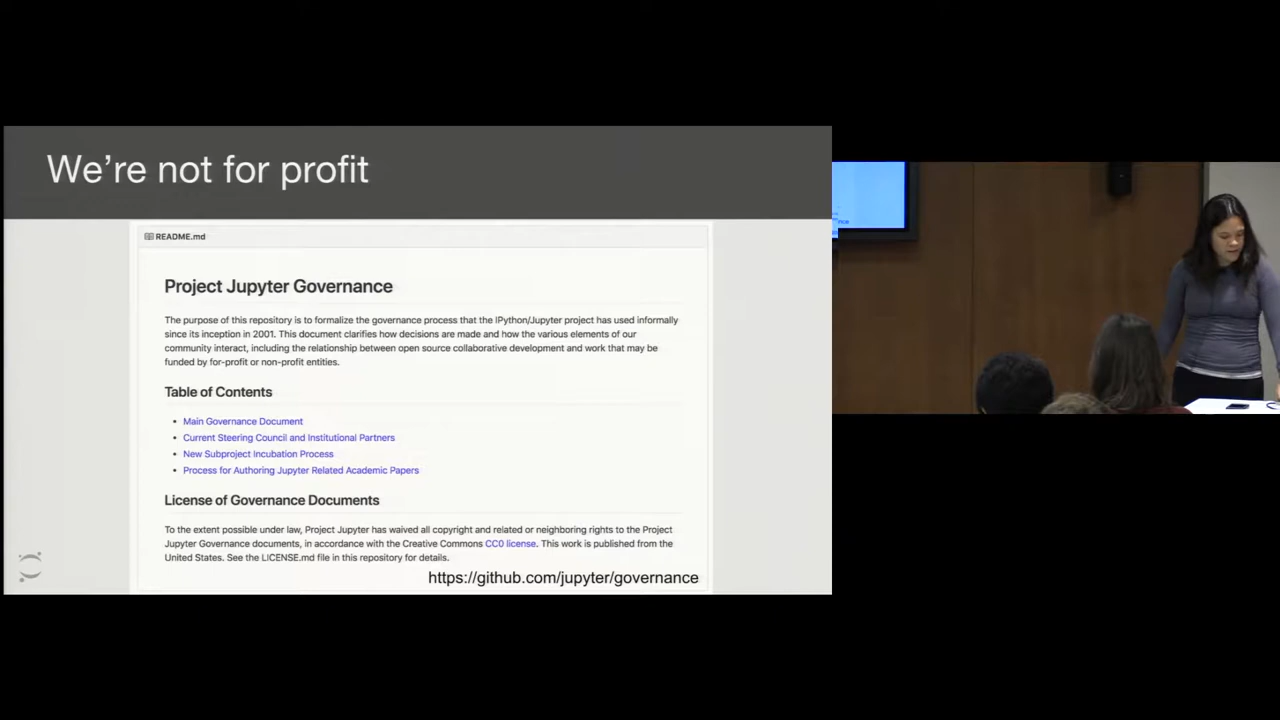 We're not for profit
README.md
Project Jupyter Governance
The purpose of this repository is to formalize the governance process that the IPython/Jupyter project has used informally
since its inception in 2001. This document clarifies how decisions are made and how the various elements of our
community interact, including the relationship between open source collaborative development and work that may be
funded by for-profit or non-profit entities.
Table of Contents
• Main Governance Document
• Current Steering Council and Institutional Partners
• New Subproject Incubation Process
• Process for Authoring Jupyter Related Academic Papers
License of Governance Documents
To the extent possible under law, Project Jupyter has waived all copyright and related or neighboring rights to the Project
Jupyter Governance documents, in accordance with the Creative Commons CC0 license. This work is published from the
United States. See the LICENSE.md file in this repository for details.
https://github.com/jupyter/governance